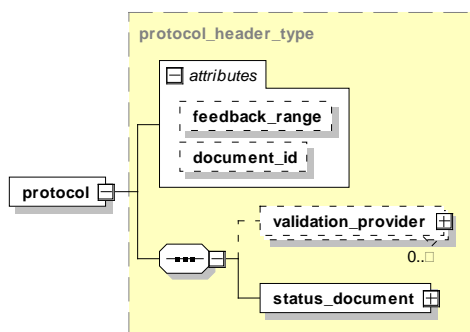 protocol_header_type
attributes
feedback_range
document_id
protocol
validation_provider
0..□
status_document